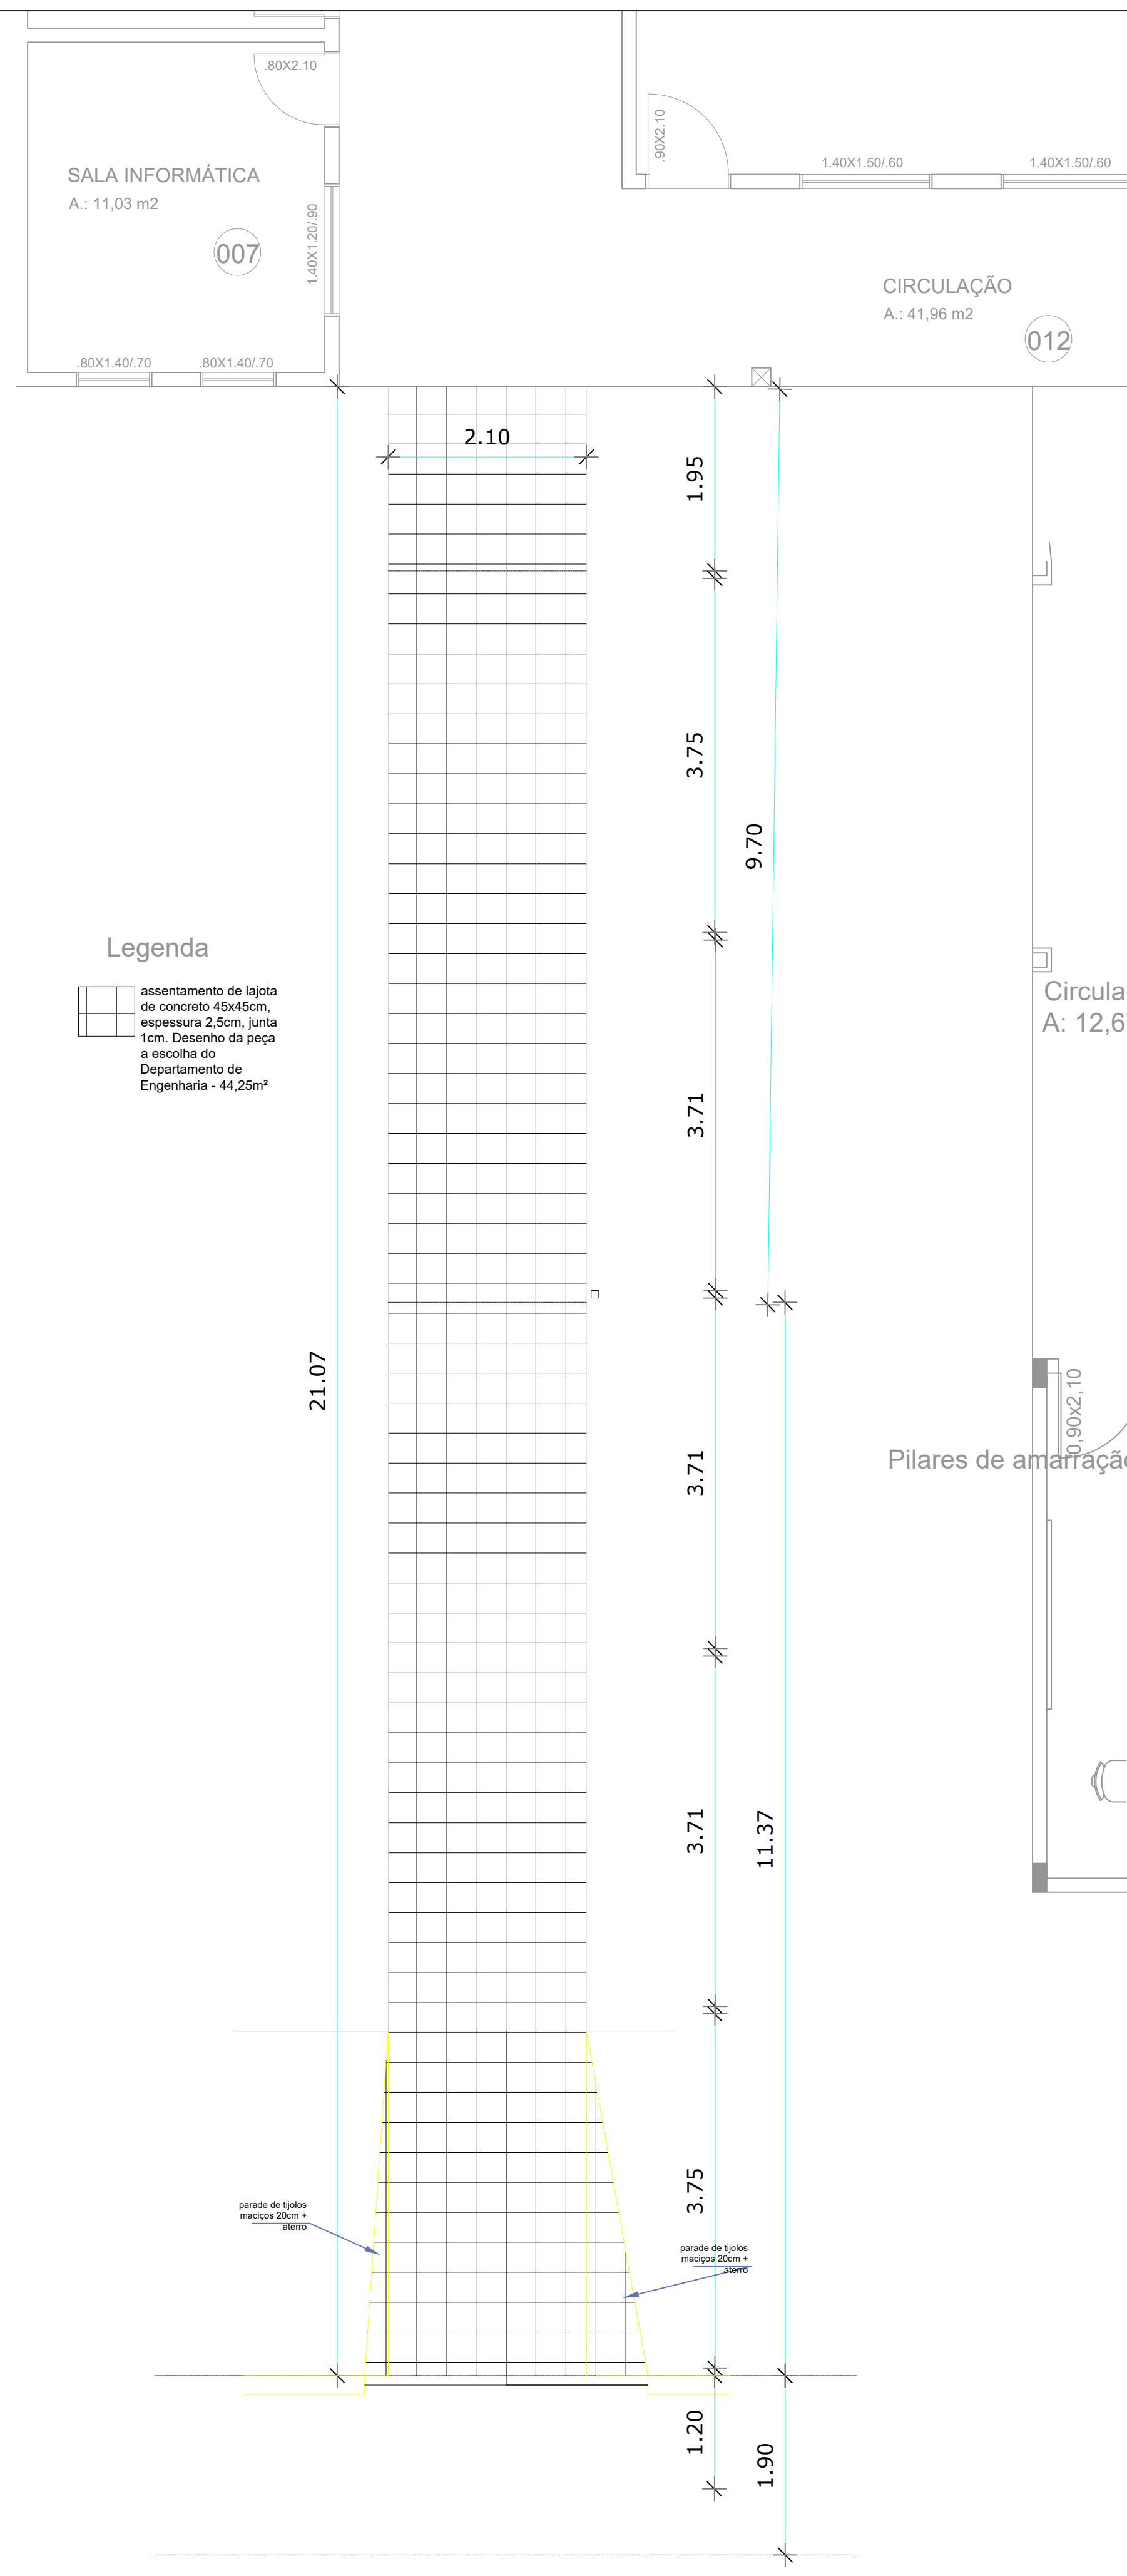 .80X2.10
.90X2.10
1.40X1.50/.60
1.40X1.50/.60
SALA INFORMÁTICA
A.: 11,03 m2
007
1.40X1.20/.90
CIRCULAÇÃO
A.: 41,96 m2
012
.80X1.40/.70
.80X1.40/.70
2.10
1.95
3.75
9.70
Legenda
assentamento de lajota
de concreto 45x45cm,
espessura 2,5cm, junta
1cm. Desenho da peça
a escolha do
Departamento de
Engenharia - 44,25m²
Circula
A: 12,6
3.71
21.07
0,90x2,10
Pilares de amarração
3.71
3.71
11.37
3.75
parade de tijolos
maciços 20cm +
aterro
parade de tijolos
maciços 20cm +
aterro
1.20
1.90